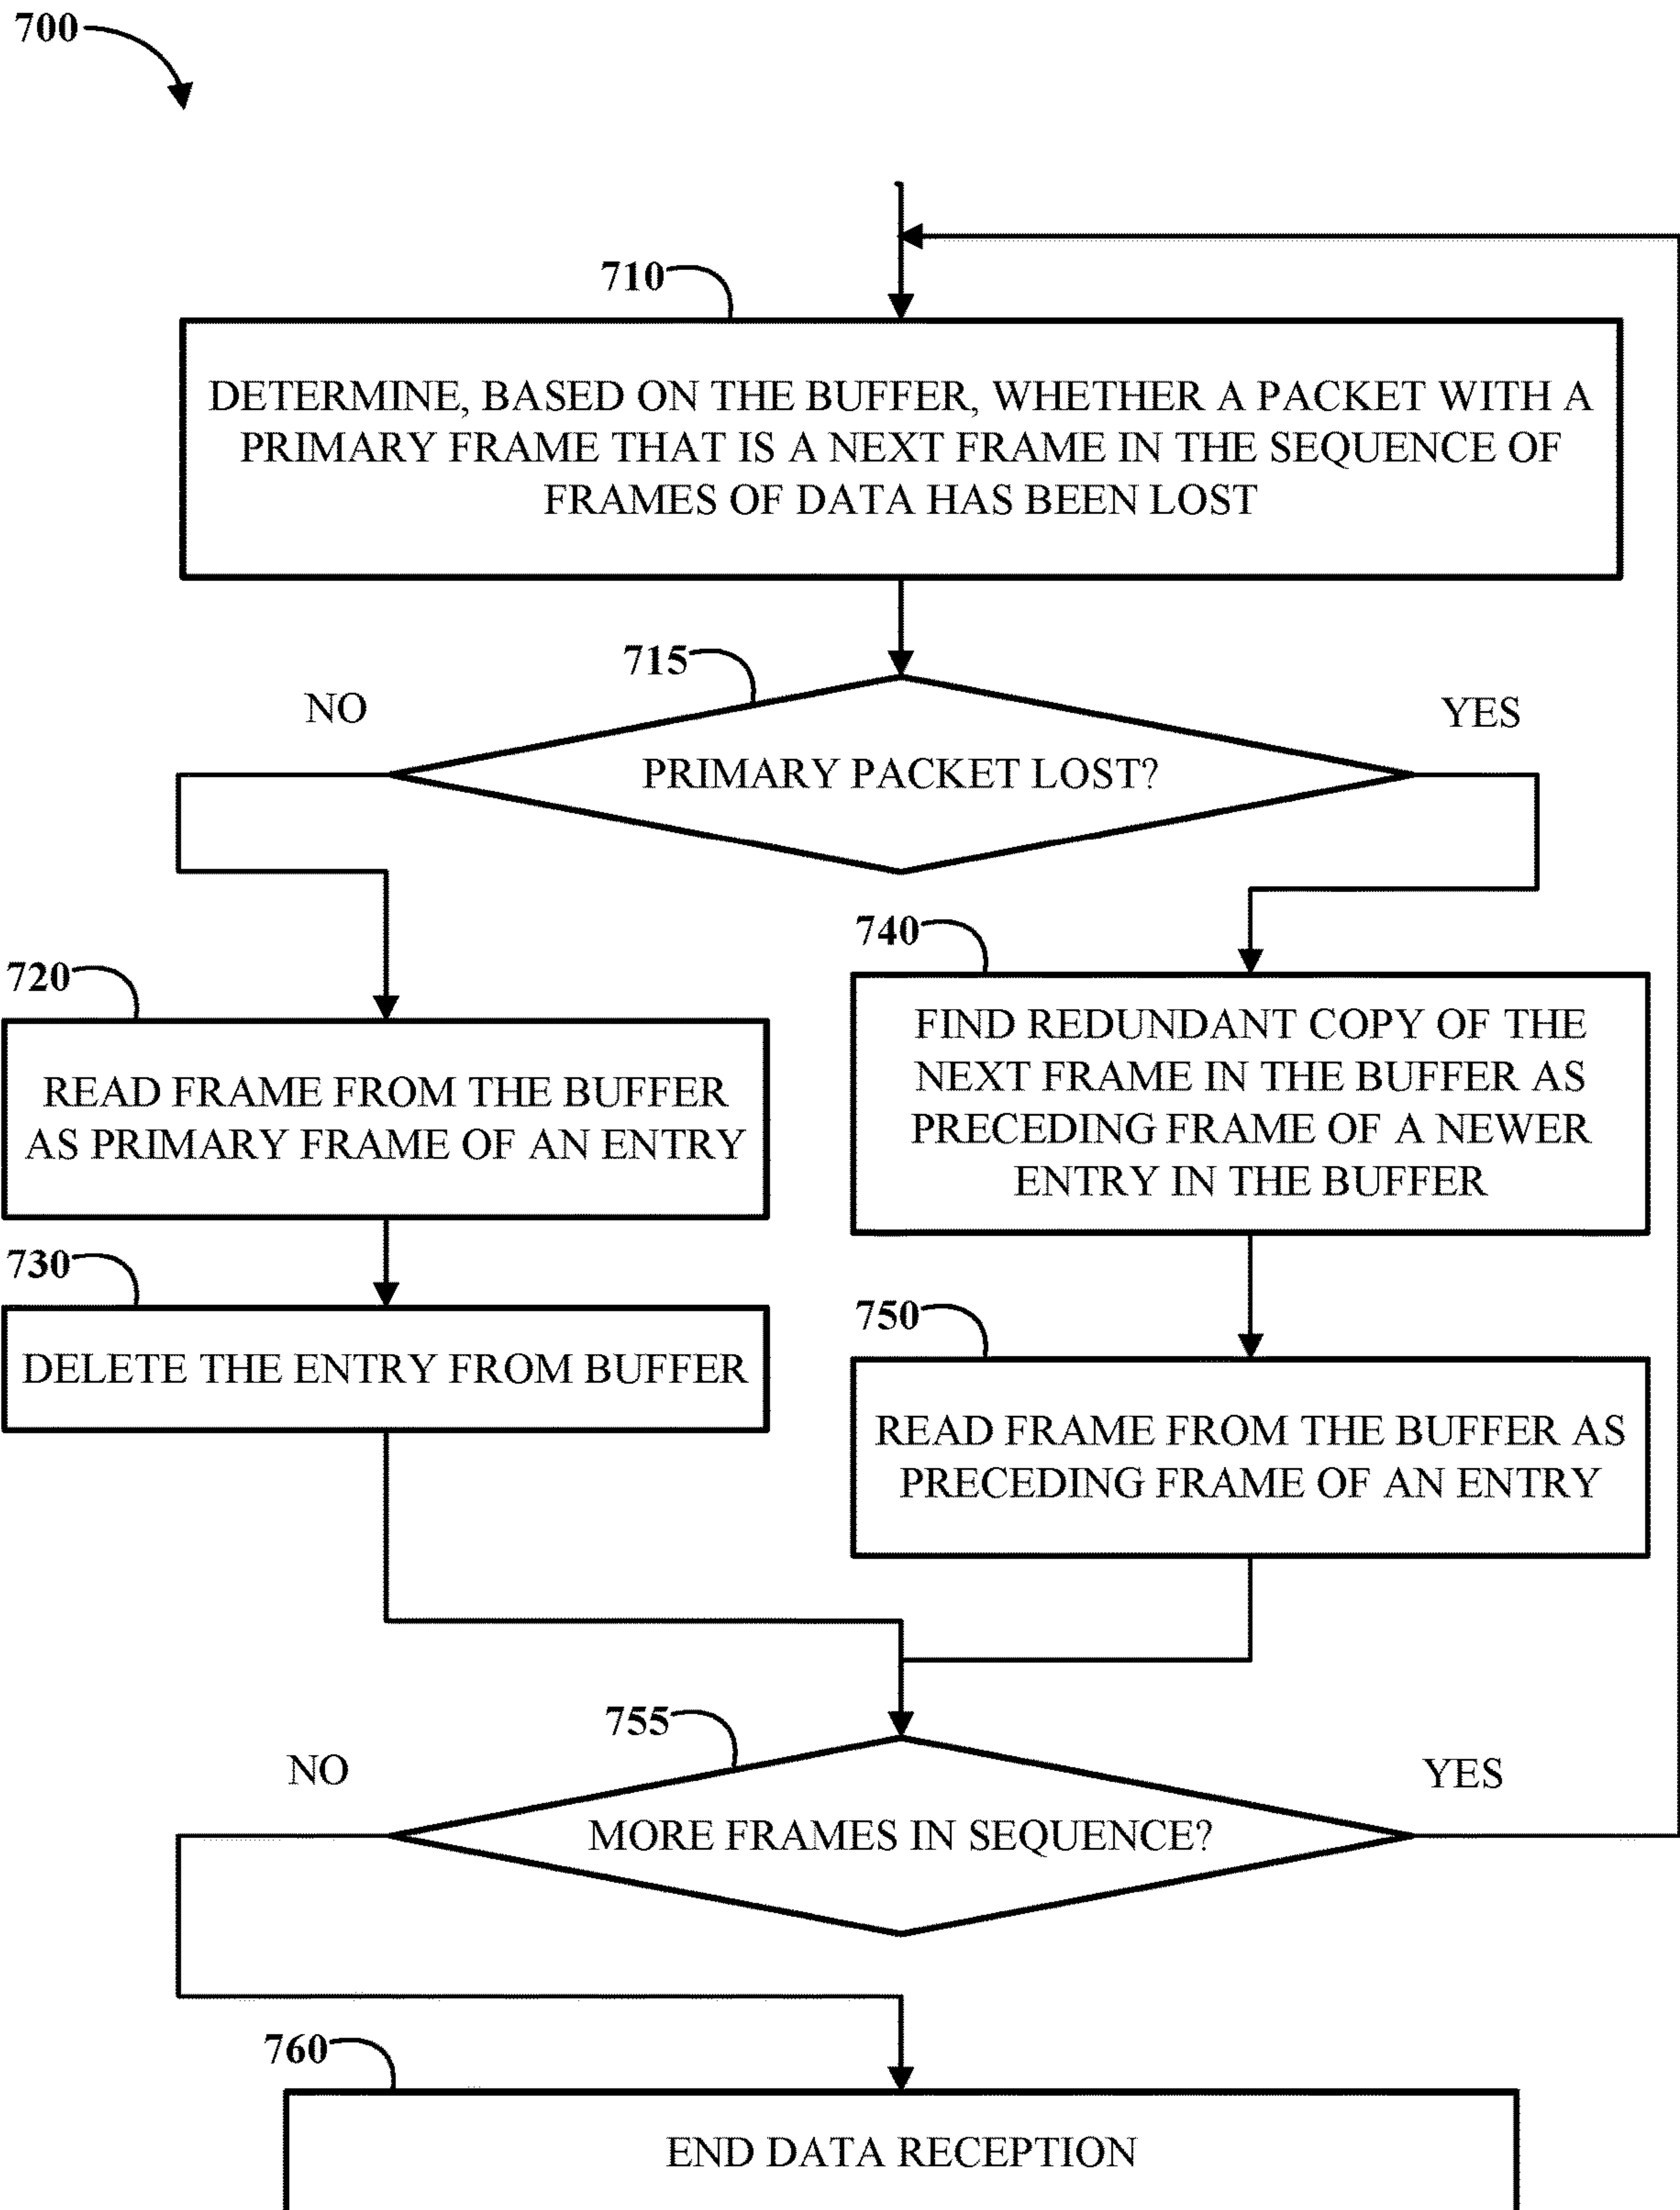 700
710
DETERMINE, BASED ON THE BUFFER, WHETHER A PACKET WITH A
PRIMARY FRAME THAT IS A NEXT FRAME IN THE SEQUENCE OF
FRAMES OF DATA HAS BEEN LOST
715
NO
YES
PRIMARY PACKET LOST?
720
READ FRAME FROM THE BUFFER
AS PRIMARY FRAME OF AN ENTRY
730
DELETE THE ENTRY FROM BUFFER
740
FIND REDUNDANT COPY OF THE
NEXT FRAME IN THE BUFFER AS
PRECEDING FRAME OF A NEWER
ENTRY IN THE BUFFER
750
READ FRAME FROM THE BUFFER AS
PRECEDING FRAME OF AN ENTRY
755
NO
YES
MORE FRAMES IN SEQUENCE?
760
END DATA RECEPTION